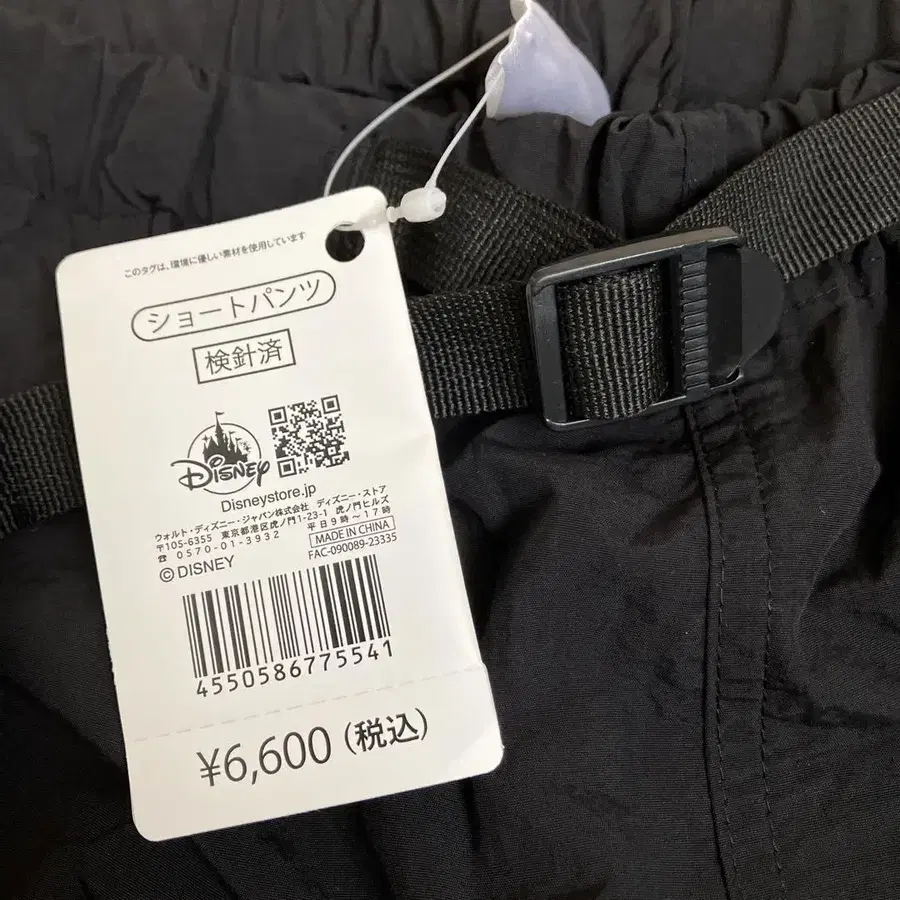 このタグは、環境に優しい素材を使用しています
ショートパンツ
検針済
Disney
Disneystore.jp
ウォルト・ディズニー・ジャパン株式会社 ディズニー・ストア
〒105-6355 東京都港区虎ノ門1-23-1 虎ノ門ヒルズ
☎ 0570-01-3932 平日9時～17時
MADE IN CHINA
FAC-090089-23335
©DISNEY
4550586775541
¥6,600(税込)